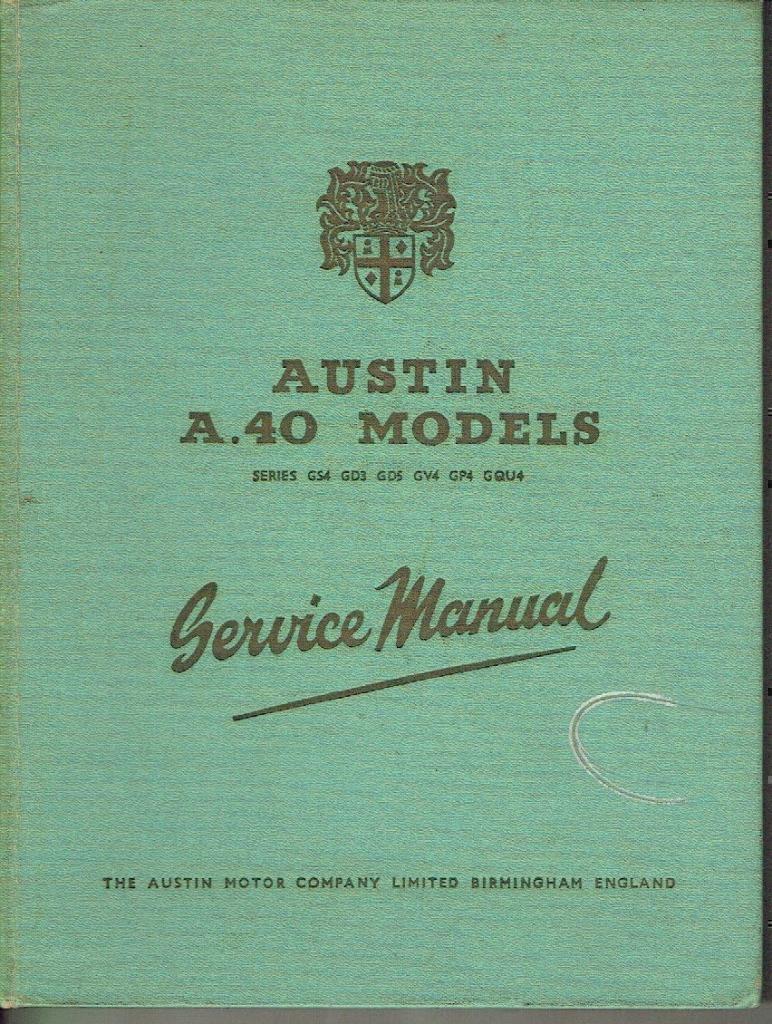 AUSTIN
A.40 MODELS
SERIES GS4 GD3 GD5 GV4 GP4 GQU4
Service Manual
THE AUSTIN MOTOR COMPANY LIMITED BIRMINGHAM ENGLAND